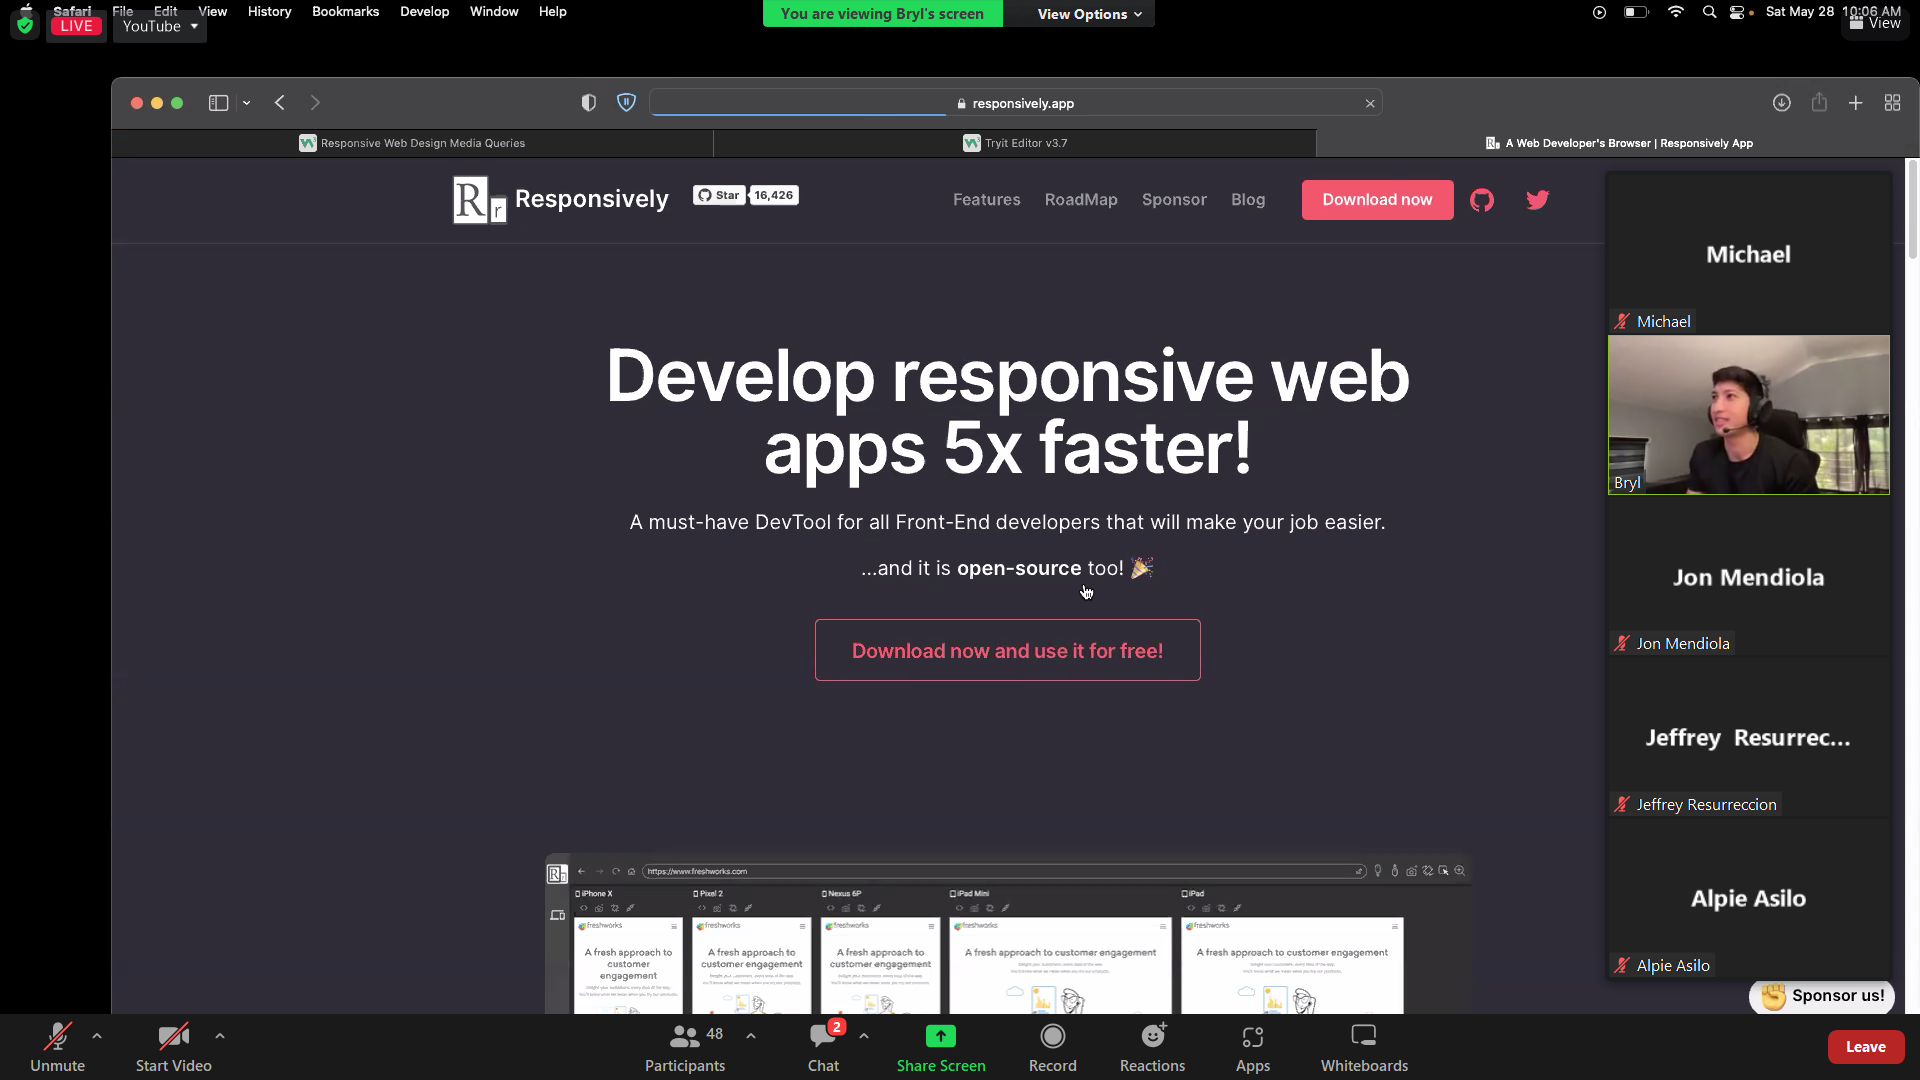 Safari File Edit View History Bookmarks Develop Window Help
Sat May 28 10:06 AM
LIVE
YouTube
You are viewing Bryl's screen
View Options
View
responsively.app
Responsive Web Design Media Queries
Tryit Editor v3.7
A Web Developer's Browser | Responsively App
Responsively
Star 16,426
Features RoadMap Sponsor Blog
Download now
Develop responsive web
apps 5x faster!
A must-have DevTool for all Front-End developers that will make your job easier.
...and it is open-source too! 🎉
Download now and use it for free!
https://www.freshworks.com
iPhone X
Pixel 2
Nexus 6P
iPad Mini
iPad
freshworks
A fresh approach to
customer
engagement
freshworks
A fresh approach to
customer engagement
freshworks
A fresh approach to
customer engagement
freshworks
A fresh approach to customer engagement
freshworks
A fresh approach to customer engagement
Michael
Michael
Bryl
Jon Mendiola
Jon Mendiola
Jeffrey Resurrec...
Jeffrey Resurreccion
Alpie Asilo
Alpie Asilo
Sponsor us!
Unmute
Start Video
48
Participants
2
Chat
Share Screen
Record
Reactions
Apps
Whiteboards
Leave